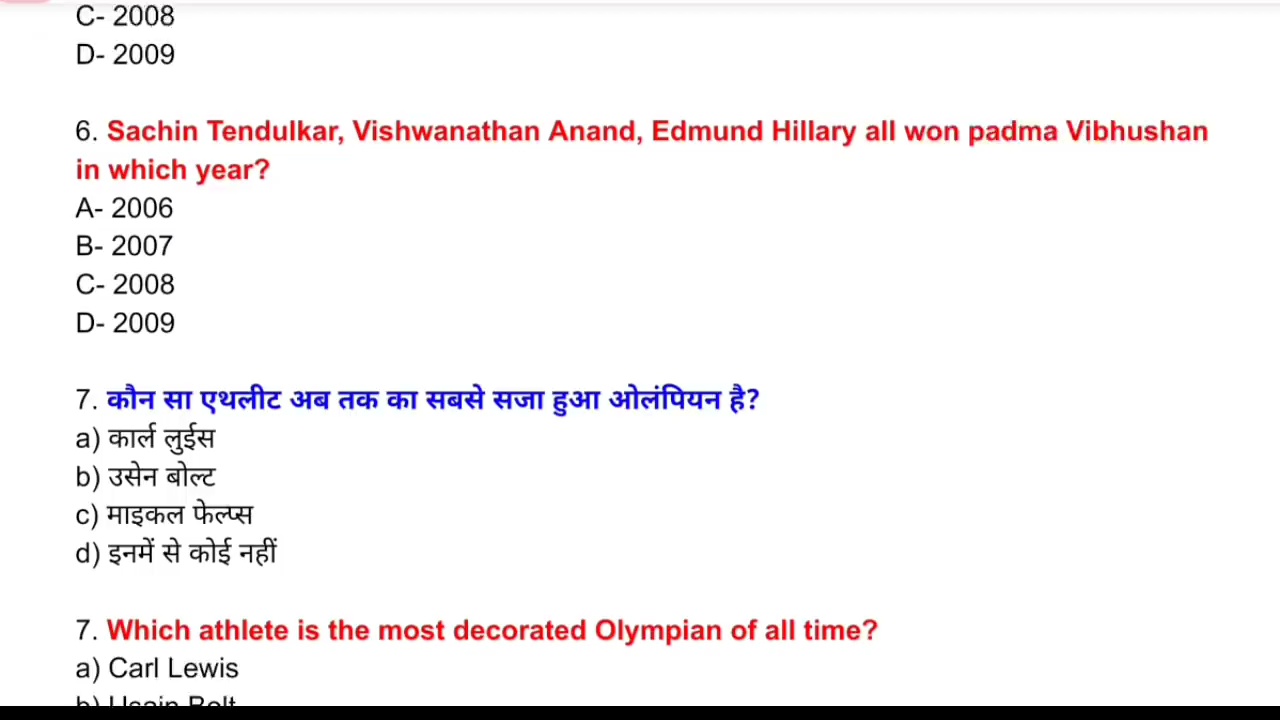 C- 2008
D- 2009
6. Sachin Tendulkar, Vishwanathan Anand, Edmund Hillary all won padma Vibhushan
in which year?
A- 2006
B- 2007
C- 2008
D- 2009
7. कौन सा एथलीट अब तक का सबसे सजा हुआ ओलंपियन है?
a) कार्ल लुईस
b) उसेन बोल्ट
c) माइकल फेल्प्स
d) इनमें से कोई नहीं
7. Which athlete is the most decorated Olympian of all time?
a) Carl Lewis
b) Usain Bolt